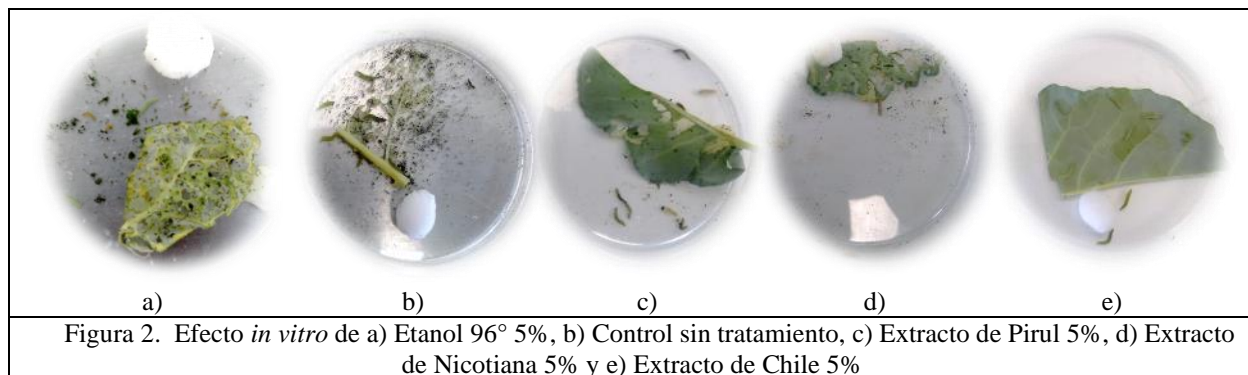 a) b) c) d) e)
Figura 2. Efecto in vitro de a) Etanol 96° 5%, b) Control sin tratamiento, c) Extracto de Pirul 5%, d) Extracto
de Nicotiana 5% y e) Extracto de Chile 5%